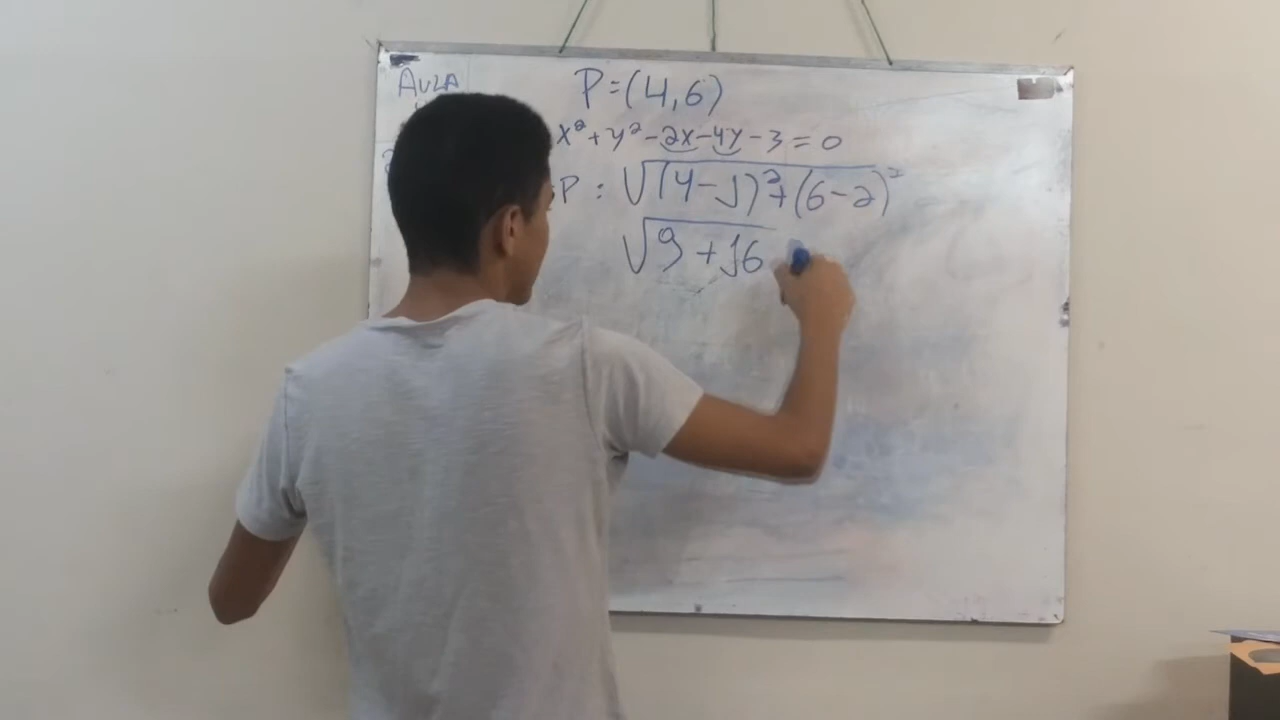 AULA
P=(4,6)
x²+y²-2x-4y-3=0
P: √(4-1)²+(6-2)²
√9+16